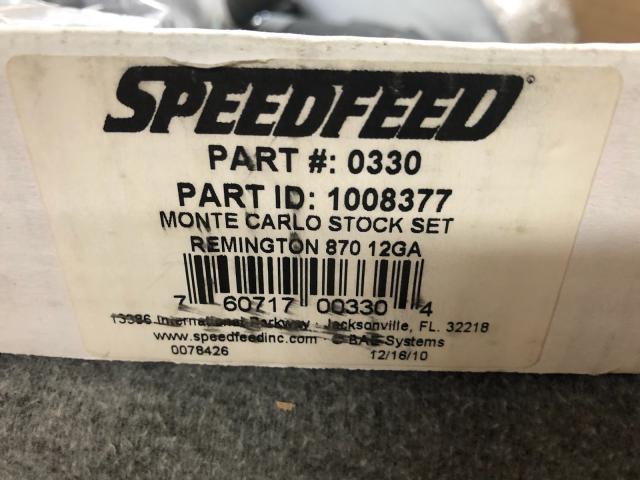 SPEEDFEED
PART #: 0330
PART ID: 1008377
MONTE CARLO STOCK SET
REMINGTON 870 12GA
7 60717 00330 4
13386 International Parkway · Jacksonville, FL. 32218
www.speedfeedinc.com - © BAE Systems
0078426 12/16/10